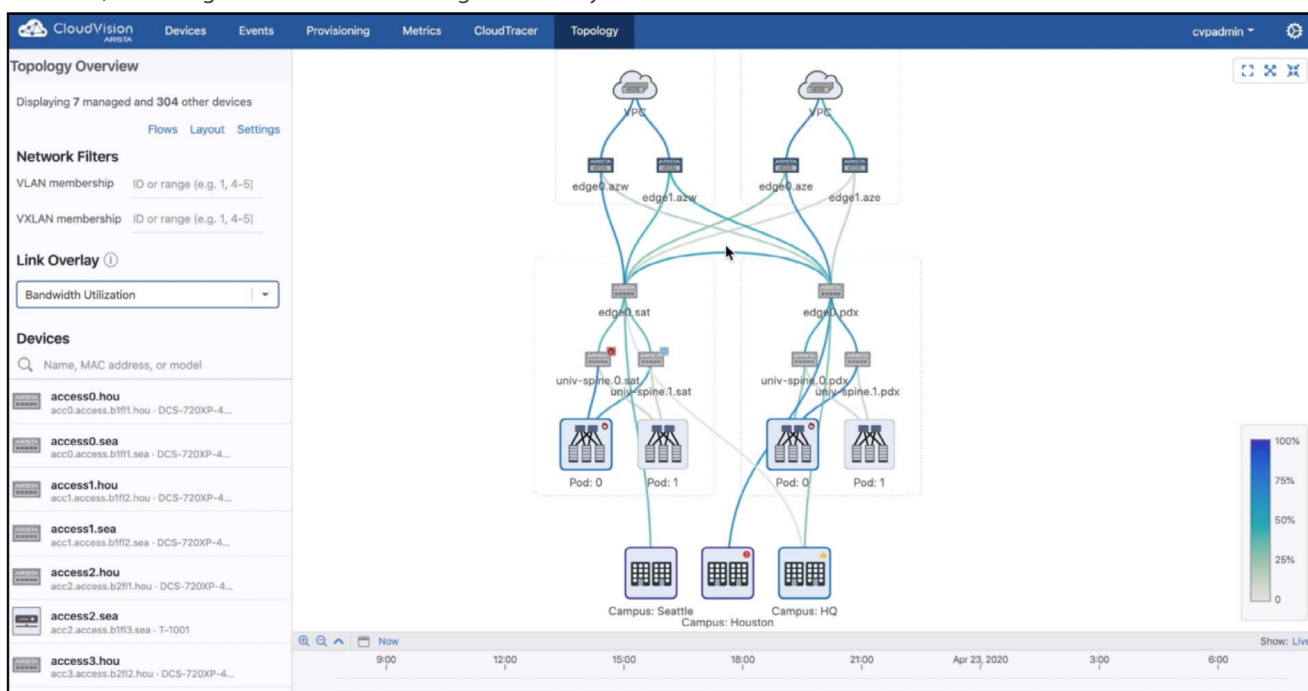 CloudVision
ARISTA
Devices
Events
Provisioning
Metrics
CloudTracer
Topology
cvpadmin
Topology Overview
Displaying 7 managed and 304 other devices
Flows Layout Settings
Network Filters
VLAN membership ID or range (e.g. 1, 4-5)
VXLAN membership ID or range (e.g. 1, 4-5)
Link Overlay
Bandwidth Utilization
Devices
Name, MAC address, or model
access0.hou
acc0.access.b1fl1.hou · DCS-720XP-4...
access0.sea
acc0.access.b1fl1.sea · DCS-720XP-4...
access1.hou
acc1.access.b1fl2.hou · DCS-720XP-4...
access1.sea
acc1.access.b1fl2.sea · DCS-720XP-4...
access2.hou
acc2.access.b2fl1.hou · DCS-720XP-4...
access2.sea
acc2.access.b1fl3.sea · T-1001
access3.hou
acc3.access.b2fl2.hou · DCS-720XP-4...
VPC
VPC
edge0.azw
edge1.azw
edge0.aze
edge1.aze
edge0.sat
edge0.pdx
univ-spine.0.sat
univ-spine.1.sat
univ-spine.0.pdx
univ-spine.1.pdx
Pod: 0
Pod: 1
Pod: 0
Pod: 1
Campus: Seattle
Campus: Houston
Campus: HQ
100%
75%
50%
25%
0
Now
Show: Live
9:00
12:00
15:00
18:00
21:00
Apr 23, 2020
3:00
6:00